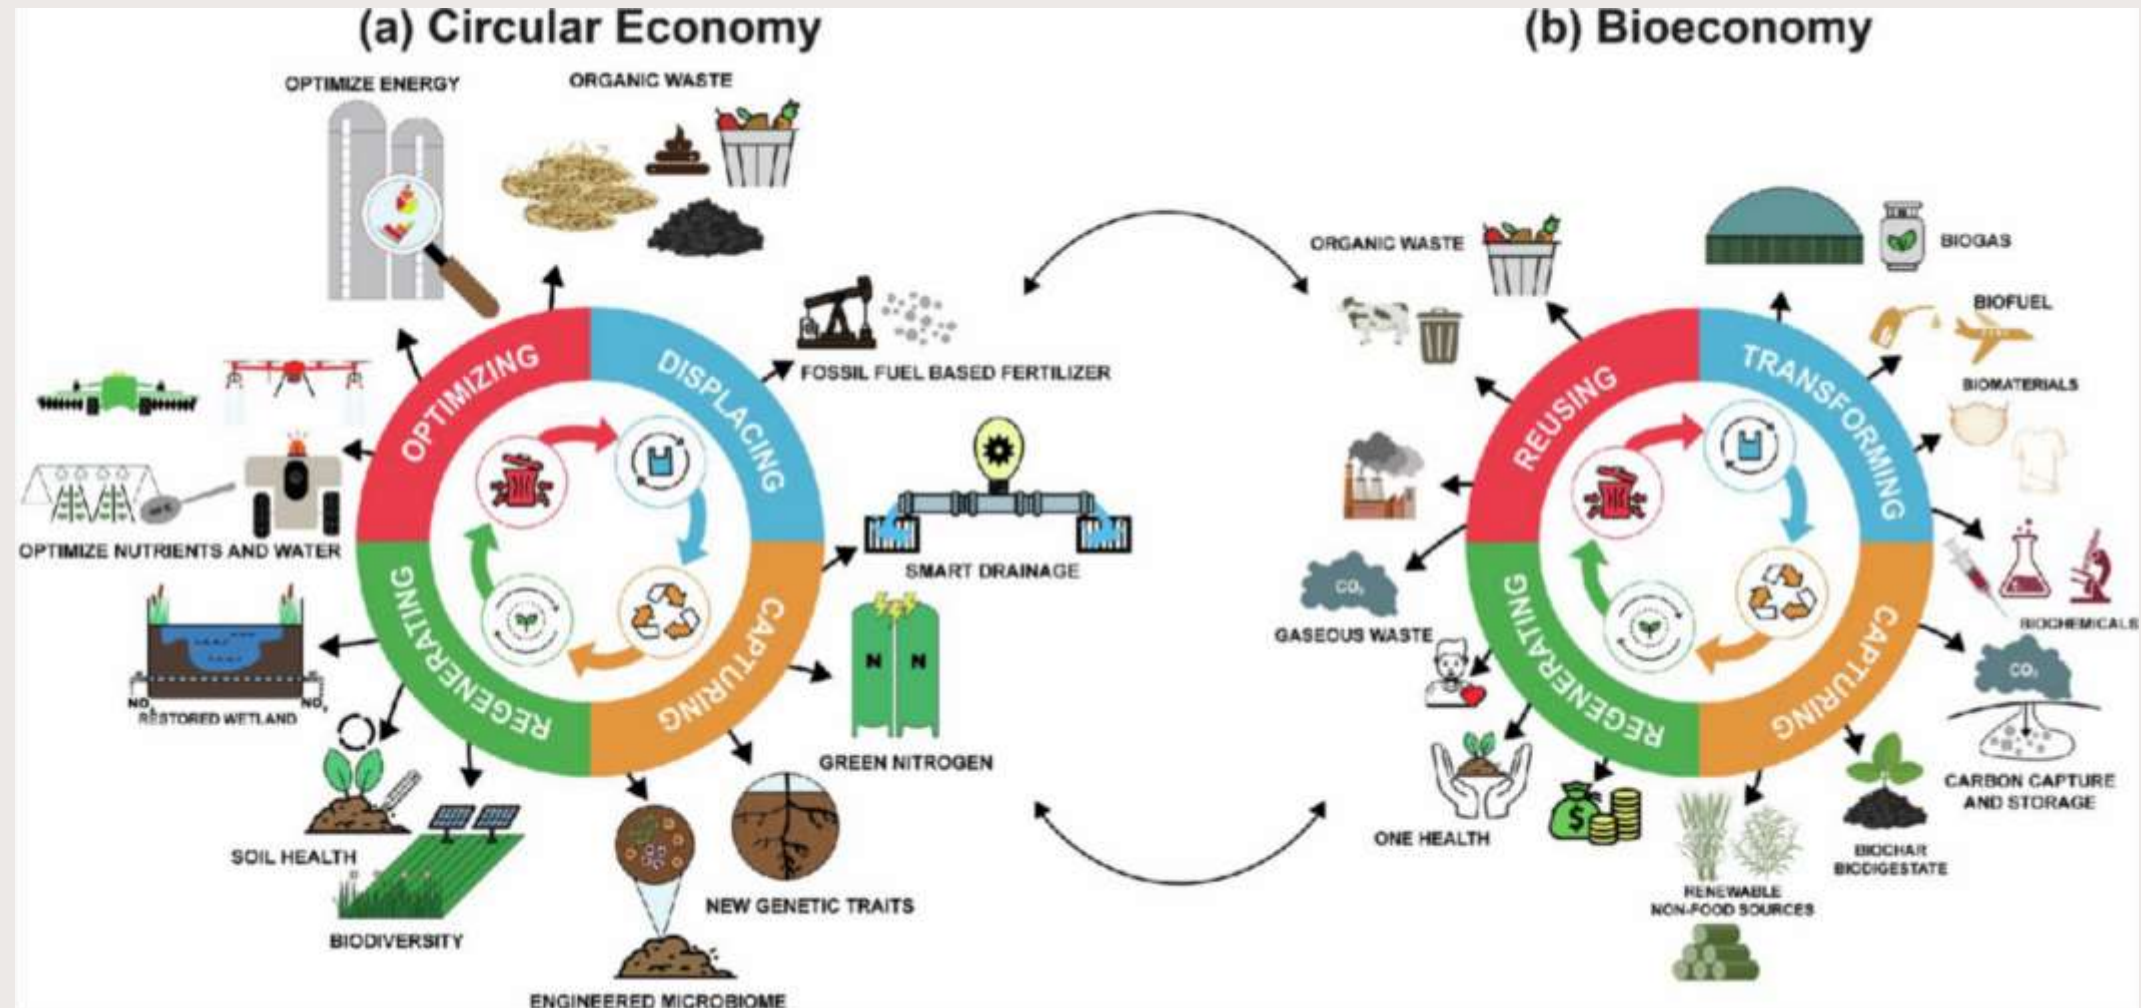 (a) Circular Economy
OPTIMIZE ENERGY
ORGANIC WASTE
OPTIMIZING
DISPLACING
CAPTURING
REGENERATING
FOSSIL FUEL BASED FERTILIZER
SMART DRAINAGE
N N
GREEN NITROGEN
NEW GENETIC TRAITS
ENGINEERED MICROBIOME
BIODIVERSITY
SOIL HEALTH
RESTORED WETLAND
OPTIMIZE NUTRIENTS AND WATER
(b) Bioeconomy
ORGANIC WASTE
REUSING
TRANSFORMING
CAPTURING
REGENERATING
BIOGAS
BIOFUEL
BIOMATERIALS
BIOCHEMICALS
CO₂
CARBON CAPTURE
AND STORAGE
BIOCHAR
BIODIGESTATE
RENEWABLE
NON-FOOD SOURCES
$
ONE HEALTH
CO₂
GASEOUS WASTE